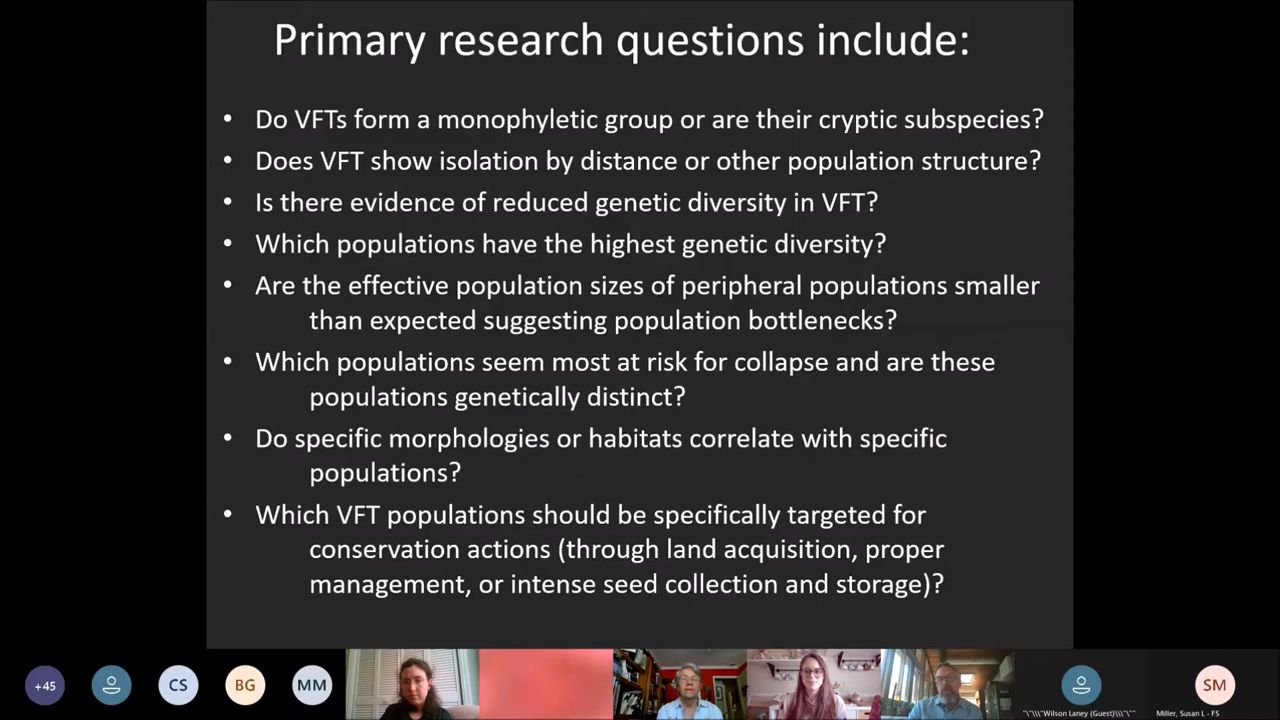 Primary research questions include:
• Do VFTs form a monophyletic group or are their cryptic subspecies?
• Does VFT show isolation by distance or other population structure?
• Is there evidence of reduced genetic diversity in VFT?
• Which populations have the highest genetic diversity?
• Are the effective population sizes of peripheral populations smaller
than expected suggesting population bottlenecks?
• Which populations seem most at risk for collapse and are these
populations genetically distinct?
• Do specific morphologies or habitats correlate with specific
populations?
• Which VFT populations should be specifically targeted for
conservation actions (through land acquisition, proper
management, or intense seed collection and storage)?
+45
CS
BG
MM
SM
"\"\\\"Wilson Laney (Guest)\\\"\""
Miller, Susan L - FS